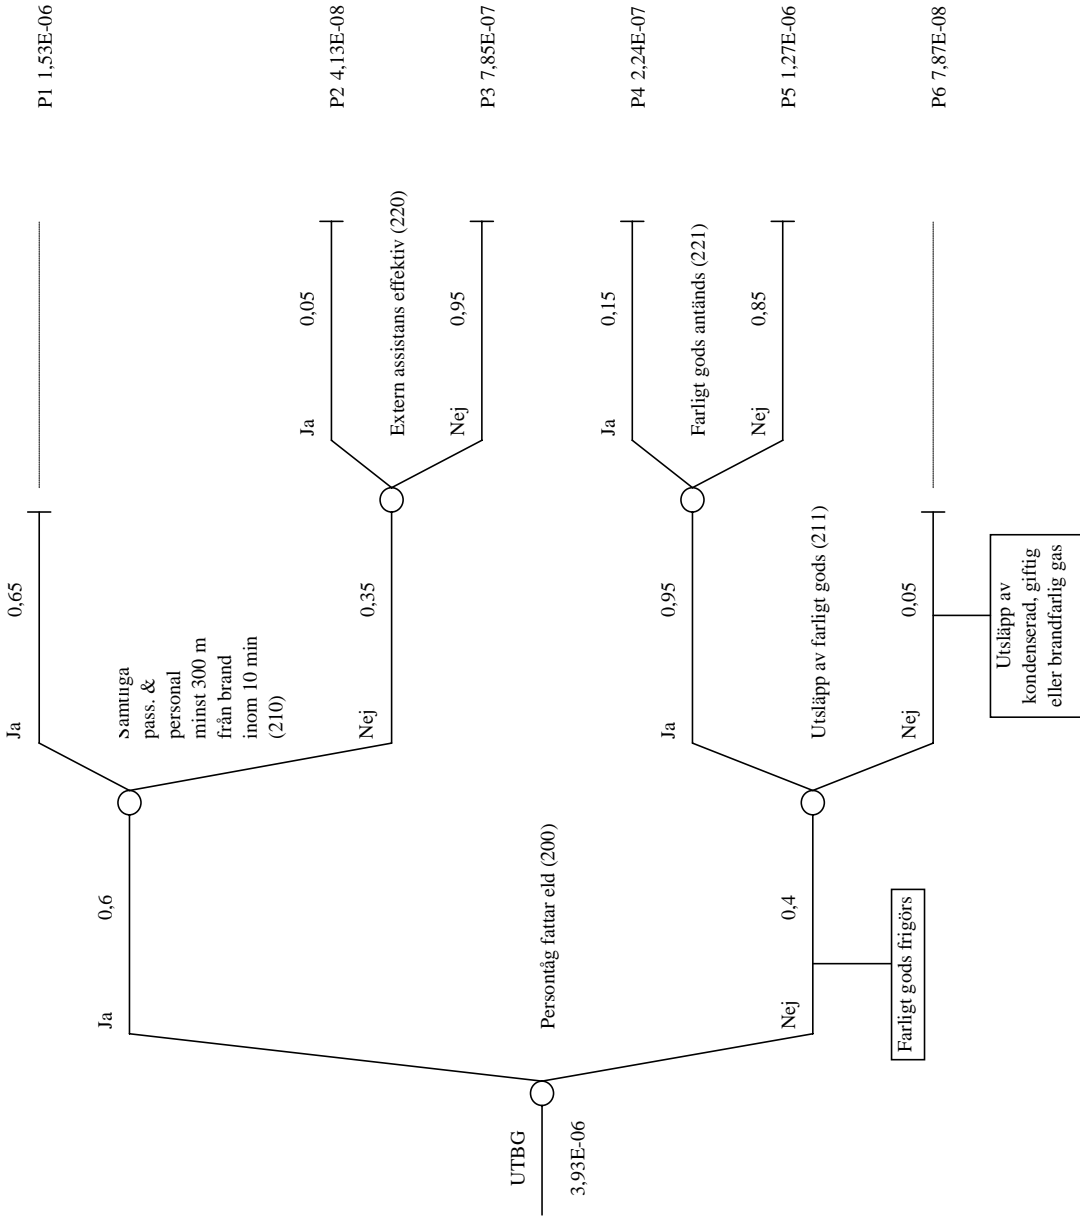 P1 1,53E-06
P2 4,13E-08
P3 7,85E-07
P4 2,24E-07
P5 1,27E-06
P6 7,87E-08
Ja
0,65
pass. &
personal
minst 300 m
från brand
inom 10 min
(210)
Nej
0,35
Ja
0,05
Extern assistans effektiv (220)
Nej
0,95
Ja
0,15
Farligt gods antänds (221)
Nej
0,85
Ja
0,95
Utsläpp av farligt gods (211)
Nej
0,05
Utsläpp av
kondenserad, giftig
eller brandfarlig gas
Ja
0,6
Persontåg fattar eld (200)
Nej
0,4
Farligt gods frigörs
UTBG
3,93E-06